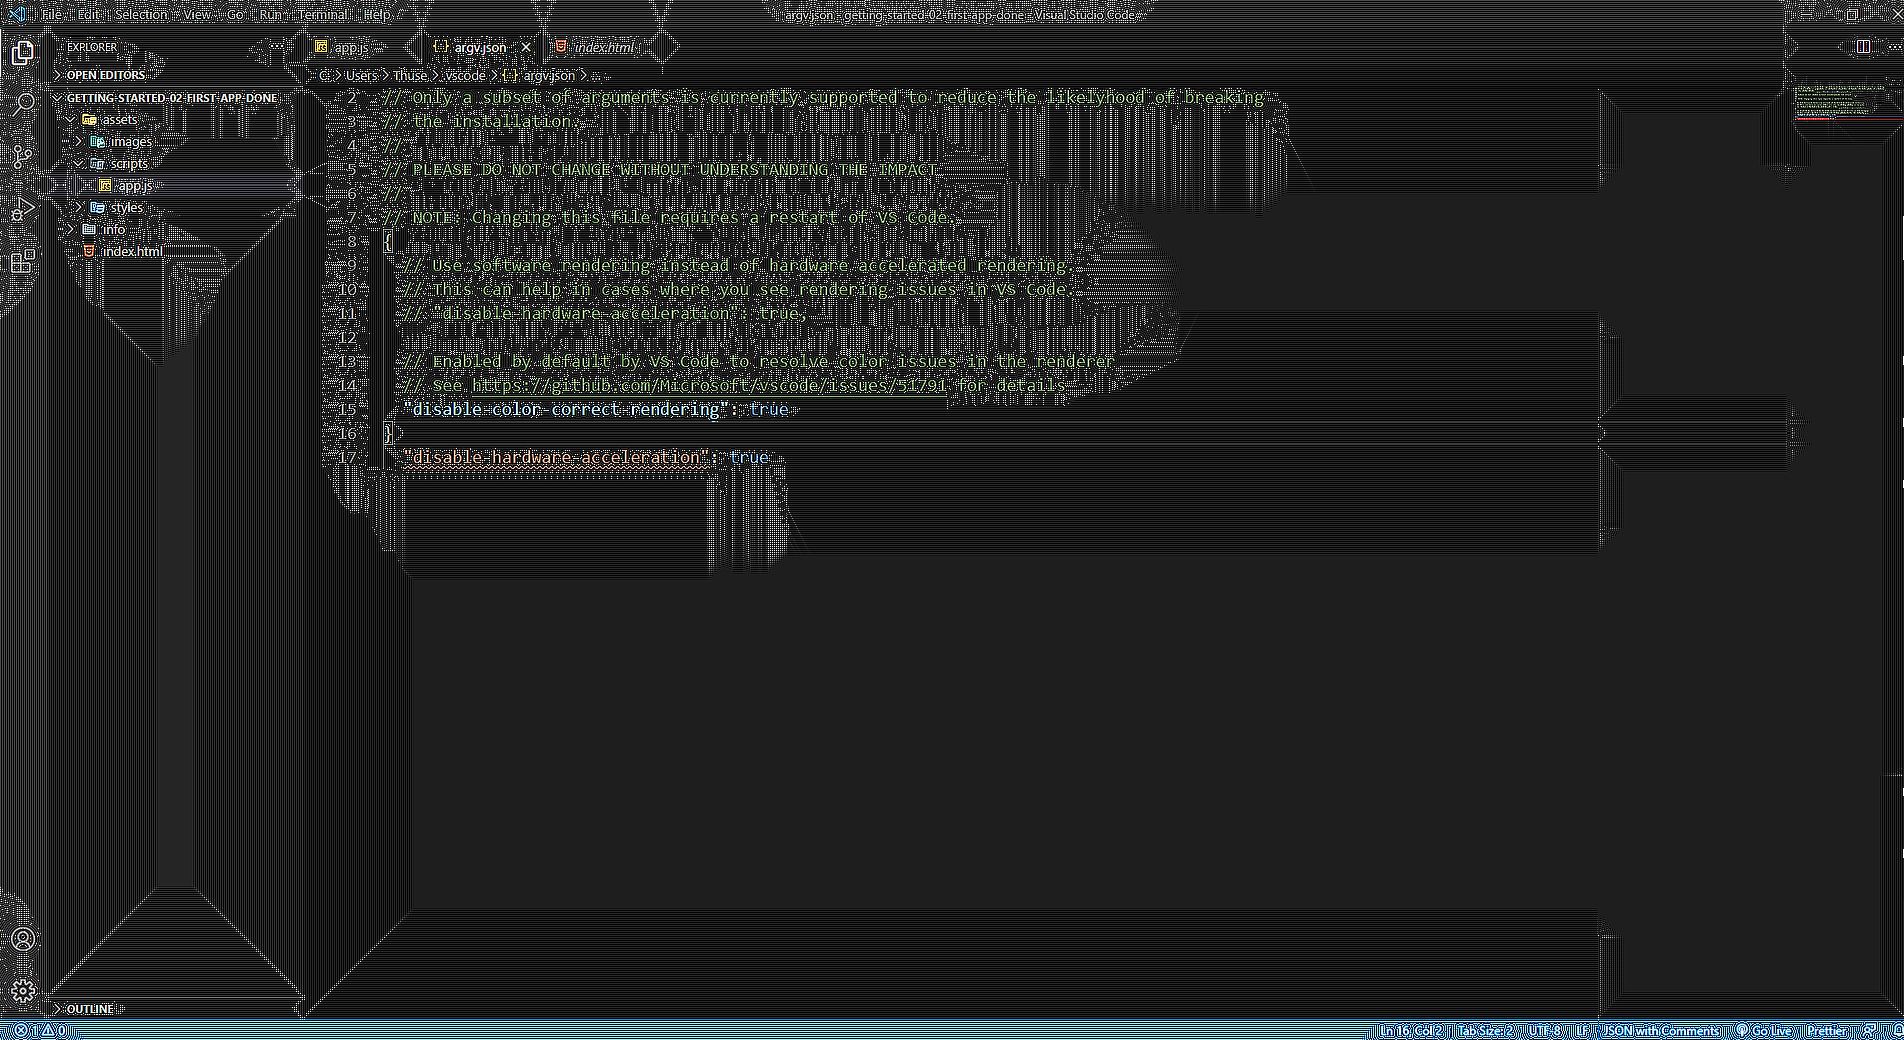 File Edit Selection View Go Run Terminal Help
argv.json - getting-started-02-first-app-done - Visual Studio Code
EXPLORER
OPEN EDITORS
GETTING-STARTED-02-FIRST-APP-DONE
assets
images
scripts
app.js
styles
info
index.html
OUTLINE
app.js
argv.json
index.html
C: > Users > Thuse > .vscode > argv.json > ...
2 // Only a subset of arguments is currently supported to reduce the likelyhood of breaking
3 // the installation.
4 //
5 // PLEASE DO NOT CHANGE WITHOUT UNDERSTANDING THE IMPACT
6 //
7 // NOTE: Changing this file requires a restart of VS Code.
8 {
9 // Use software rendering instead of hardware accelerated rendering.
10 // This can help in cases where you see rendering issues in VS Code.
11 // "disable-hardware-acceleration": true,
12
13 // Enabled by default by VS Code to resolve color issues in the renderer
14 // See https://github.com/Microsoft/vscode/issues/51791 for details
15 "disable-color-correct-rendering": true
16 }
17 "disable-hardware-acceleration": true
1 0
Ln 16, Col 2 Tab Size: 2 UTF-8 LF JSON with Comments Go Live Prettier